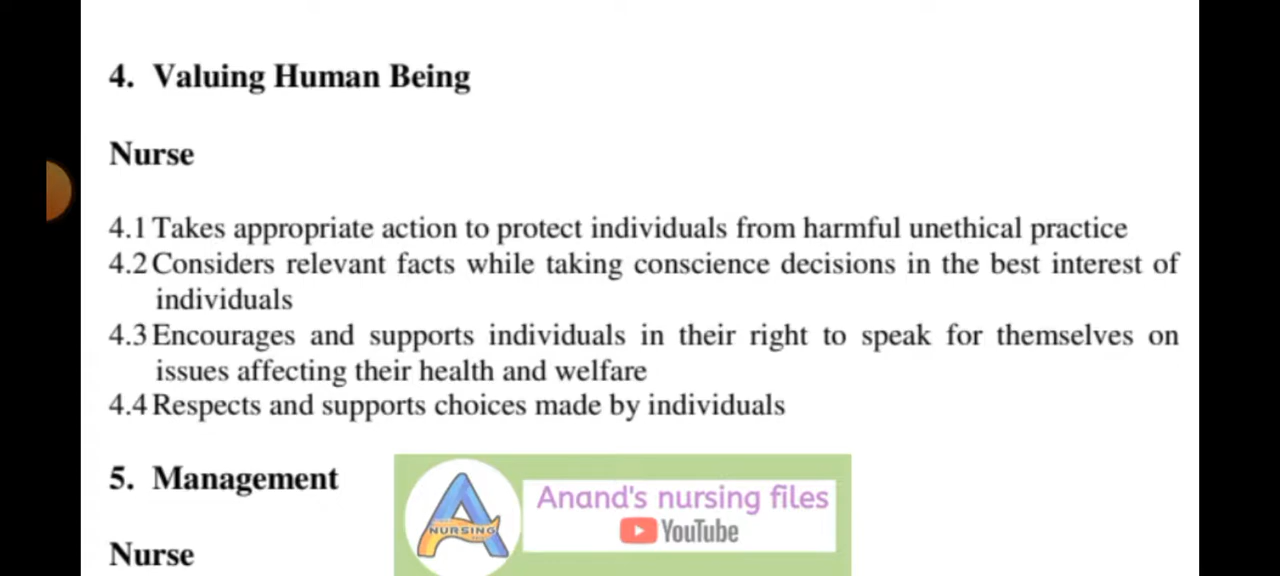 4. Valuing Human Being
Nurse
4.1 Takes appropriate action to protect individuals from harmful unethical practice
4.2 Considers relevant facts while taking conscience decisions in the best interest of
individuals
4.3 Encourages and supports individuals in their right to speak for themselves on
issues affecting their health and welfare
4.4 Respects and supports choices made by individuals
5. Management
Nurse
NURSING
Anand's nursing files
YouTube